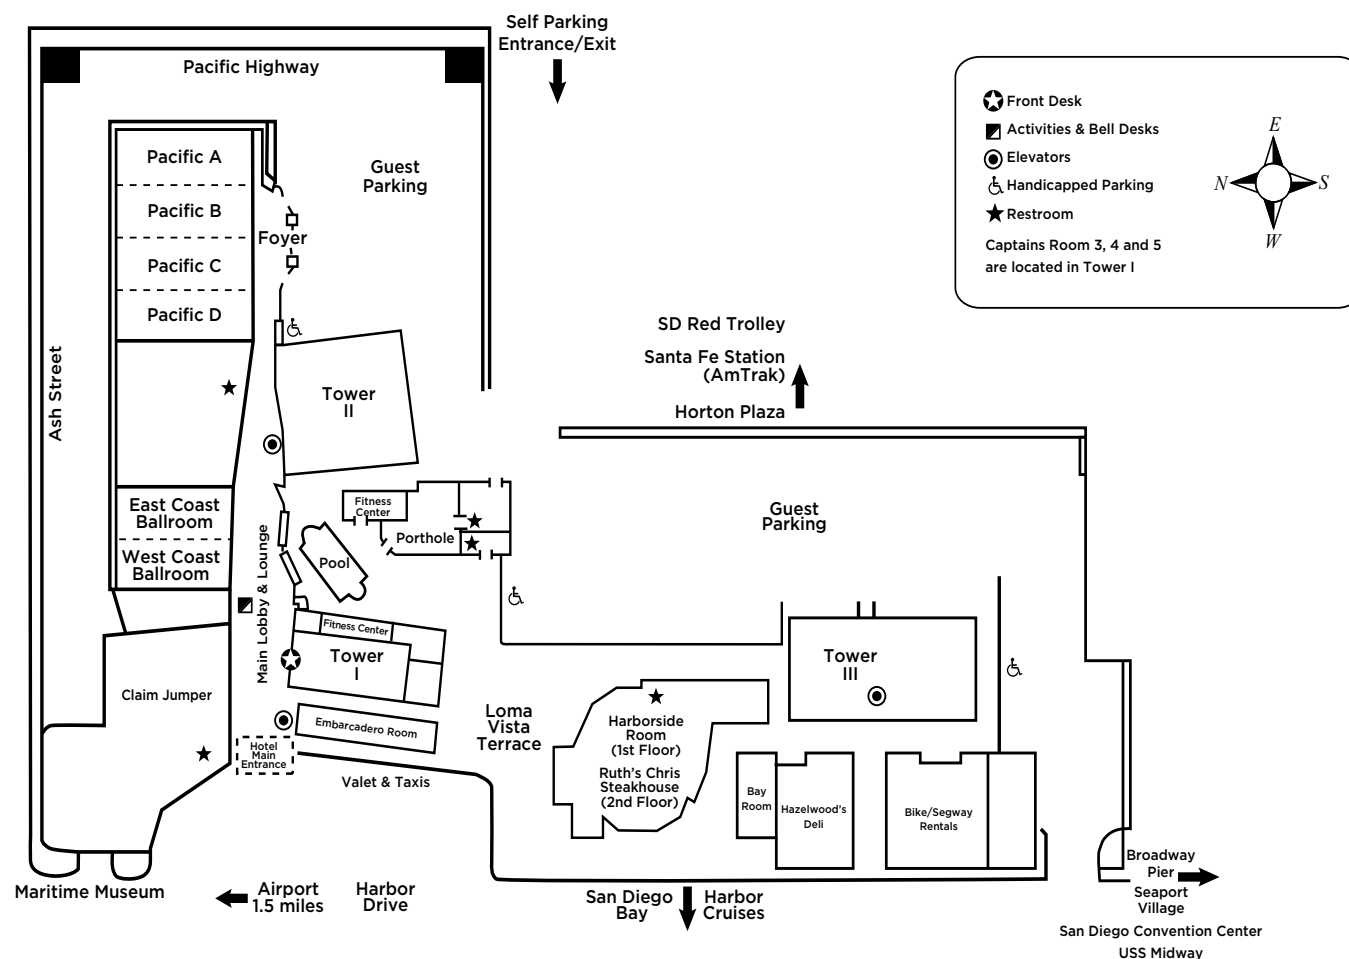 Self Parking
Entrance/Exit
Pacific Highway
Front Desk
Activities & Bell Desks
Elevators
Handicapped Parking
Restroom
Captains Room 3, 4 and 5
are located in Tower I
E
N
S
W
Pacific A
Pacific B
Pacific C
Pacific D
Foyer
Guest
Parking
Ash Street
Tower
II
SD Red Trolley
Santa Fe Station
(AmTrak)
Horton Plaza
East Coast
Ballroom
West Coast
Ballroom
Main Lobby & Lounge
Fitness
Center
Porthole
Pool
Guest
Parking
Fitness Center
Tower
I
Embarcadero Room
Claim Jumper
Hotel
Main
Entrance
Valet & Taxis
Loma
Vista
Terrace
Harborside
Room
(1st Floor)
Ruth's Chris
Steakhouse
(2nd Floor)
Tower
III
Bay
Room
Hazelwood's
Deli
Bike/Segway
Rentals
Maritime Museum
Airport
1.5 miles
Harbor
Drive
San Diego
Bay
Harbor
Cruises
Broadway
Pier
Seaport
Village
San Diego Convention Center
USS Midway